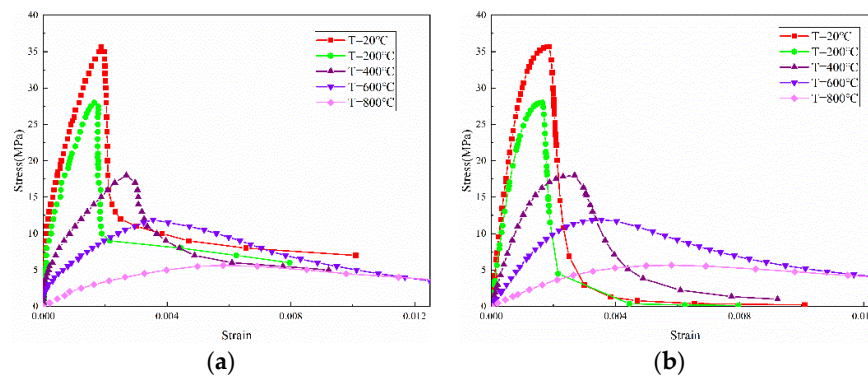 40
35
30
25
20
15
10
5
0
Stress(MPa)
0.000
0.004
0.008
0.012
Strain
T=20℃
T=200℃
T=400℃
T=600℃
T=800℃
(a)
40
35
30
25
20
15
10
5
0
Stress(MPa)
0.000
0.004
0.008
Strain
T=20℃
T=200℃
T=400℃
T=600℃
T=800℃
(b)